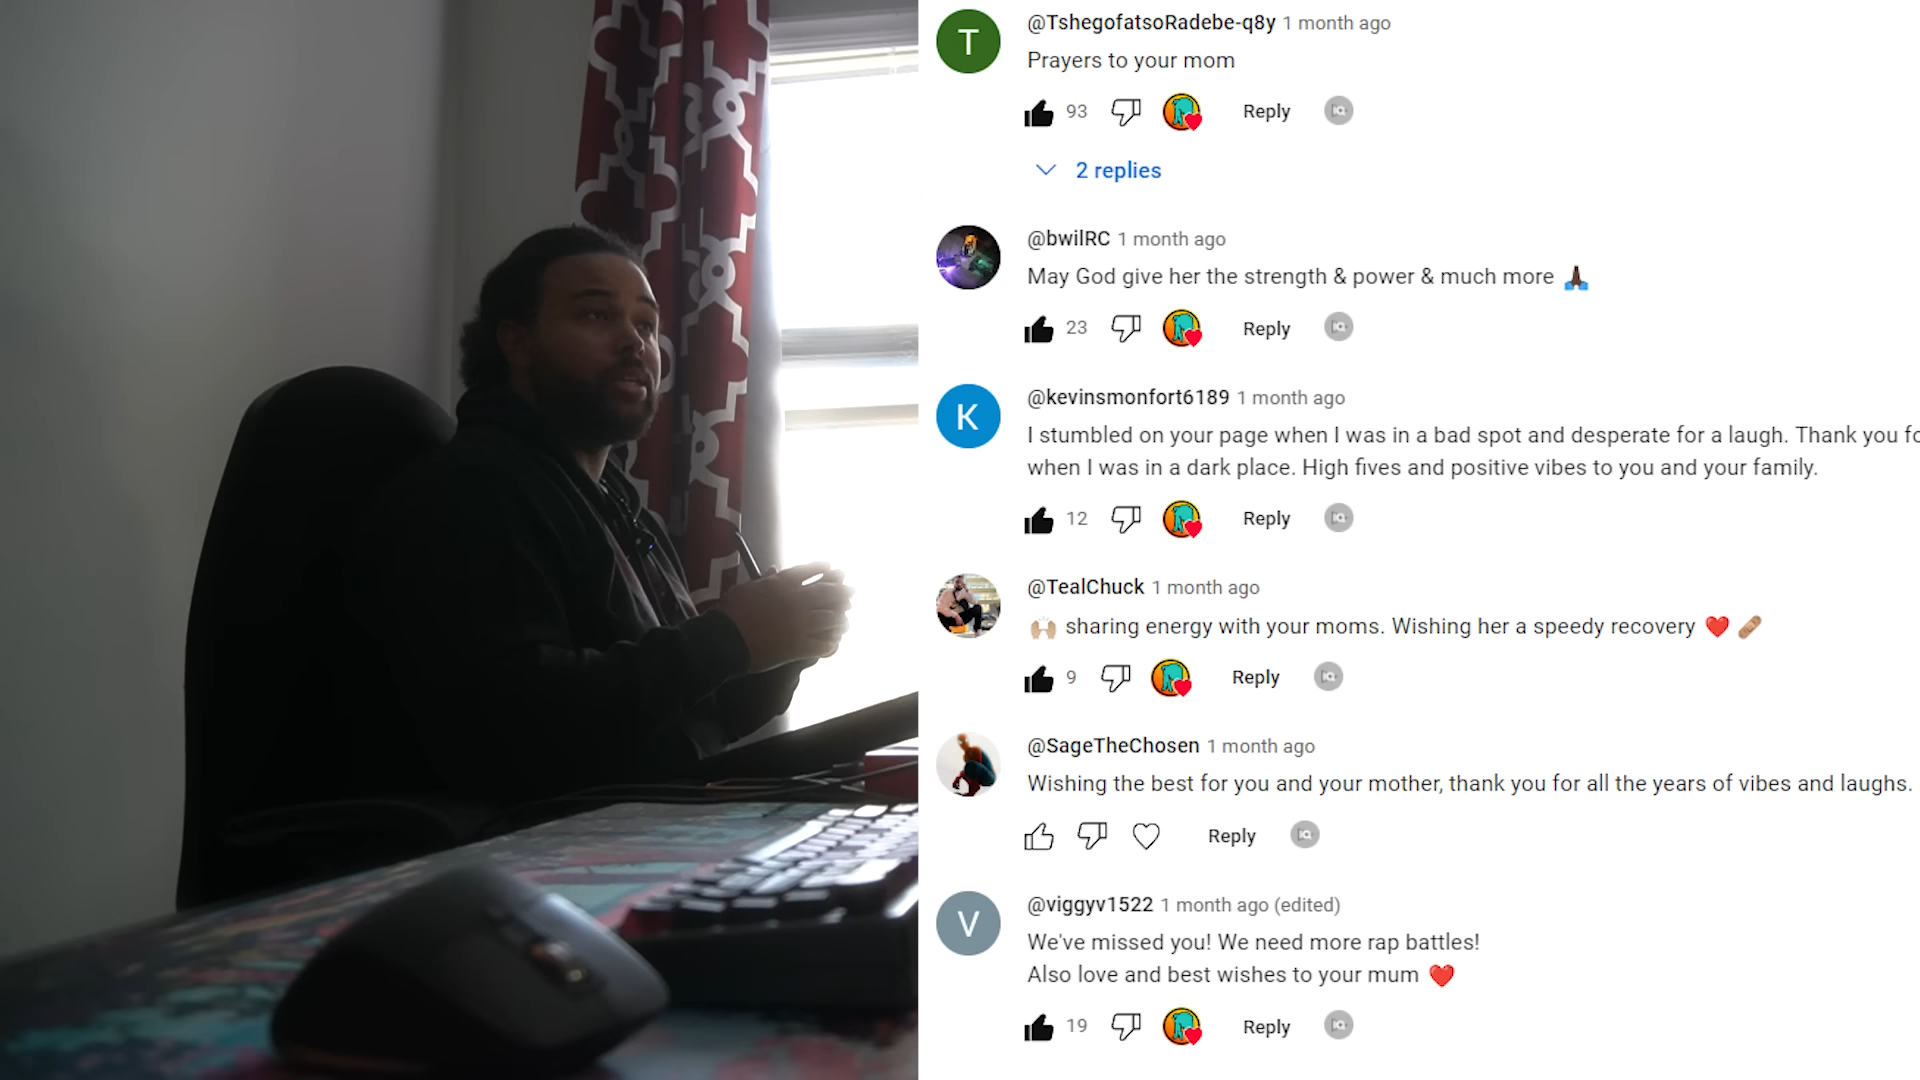 T
@TshegofatsoRadebe-q8y 1 month ago
Prayers to your mom
93 Reply
2 replies
@bwilRC 1 month ago
May God give her the strength & power & much more 🙏🏿
23 Reply
K
@kevinsmonfort6189 1 month ago
I stumbled on your page when I was in a bad spot and desperate for a laugh. Thank you fo
when I was in a dark place. High fives and positive vibes to you and your family.
12 Reply
@TealChuck 1 month ago
🙌🏼 sharing energy with your moms. Wishing her a speedy recovery ❤️ 🩹
9 Reply
@SageTheChosen 1 month ago
Wishing the best for you and your mother, thank you for all the years of vibes and laughs.
Reply
V
@viggyv1522 1 month ago (edited)
We've missed you! We need more rap battles!
Also love and best wishes to your mum ❤️
19 Reply